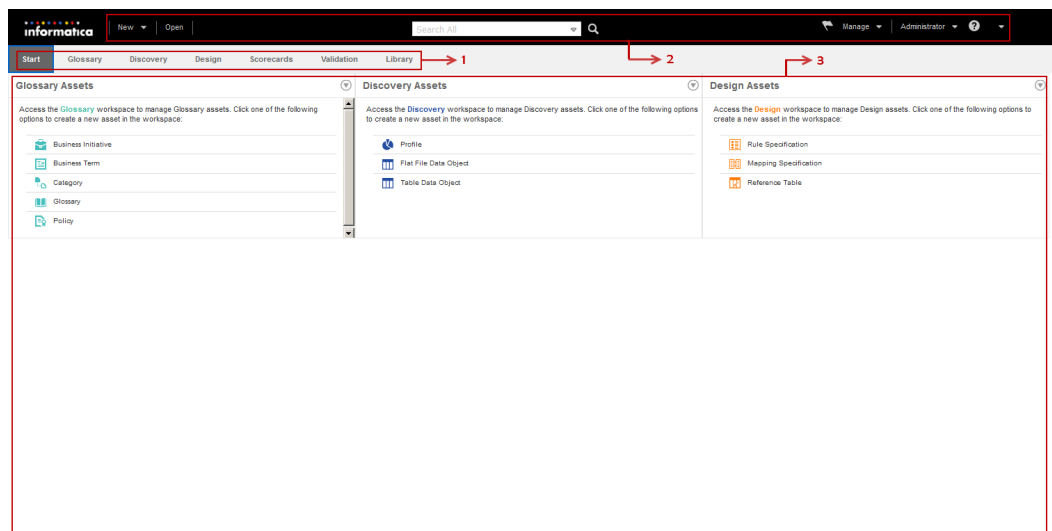 informatica
New
Open
Search All
Manage
Administrator
?
Start
Glossary
Discovery
Design
Scorecards
Validation
Library
1
2
3
Glossary Assets
Access the Glossary workspace to manage Glossary assets. Click one of the following
options to create a new asset in the workspace:
Business Initiative
Business Term
Category
Glossary
Policy
Discovery Assets
Access the Discovery workspace to manage Discovery assets. Click one of the following options
to create a new asset in the workspace:
Profile
Flat File Data Object
Table Data Object
Design Assets
Access the Design workspace to manage Design assets. Click one of the following options to
create a new asset in the workspace:
Rule Specification
Mapping Specification
Reference Table